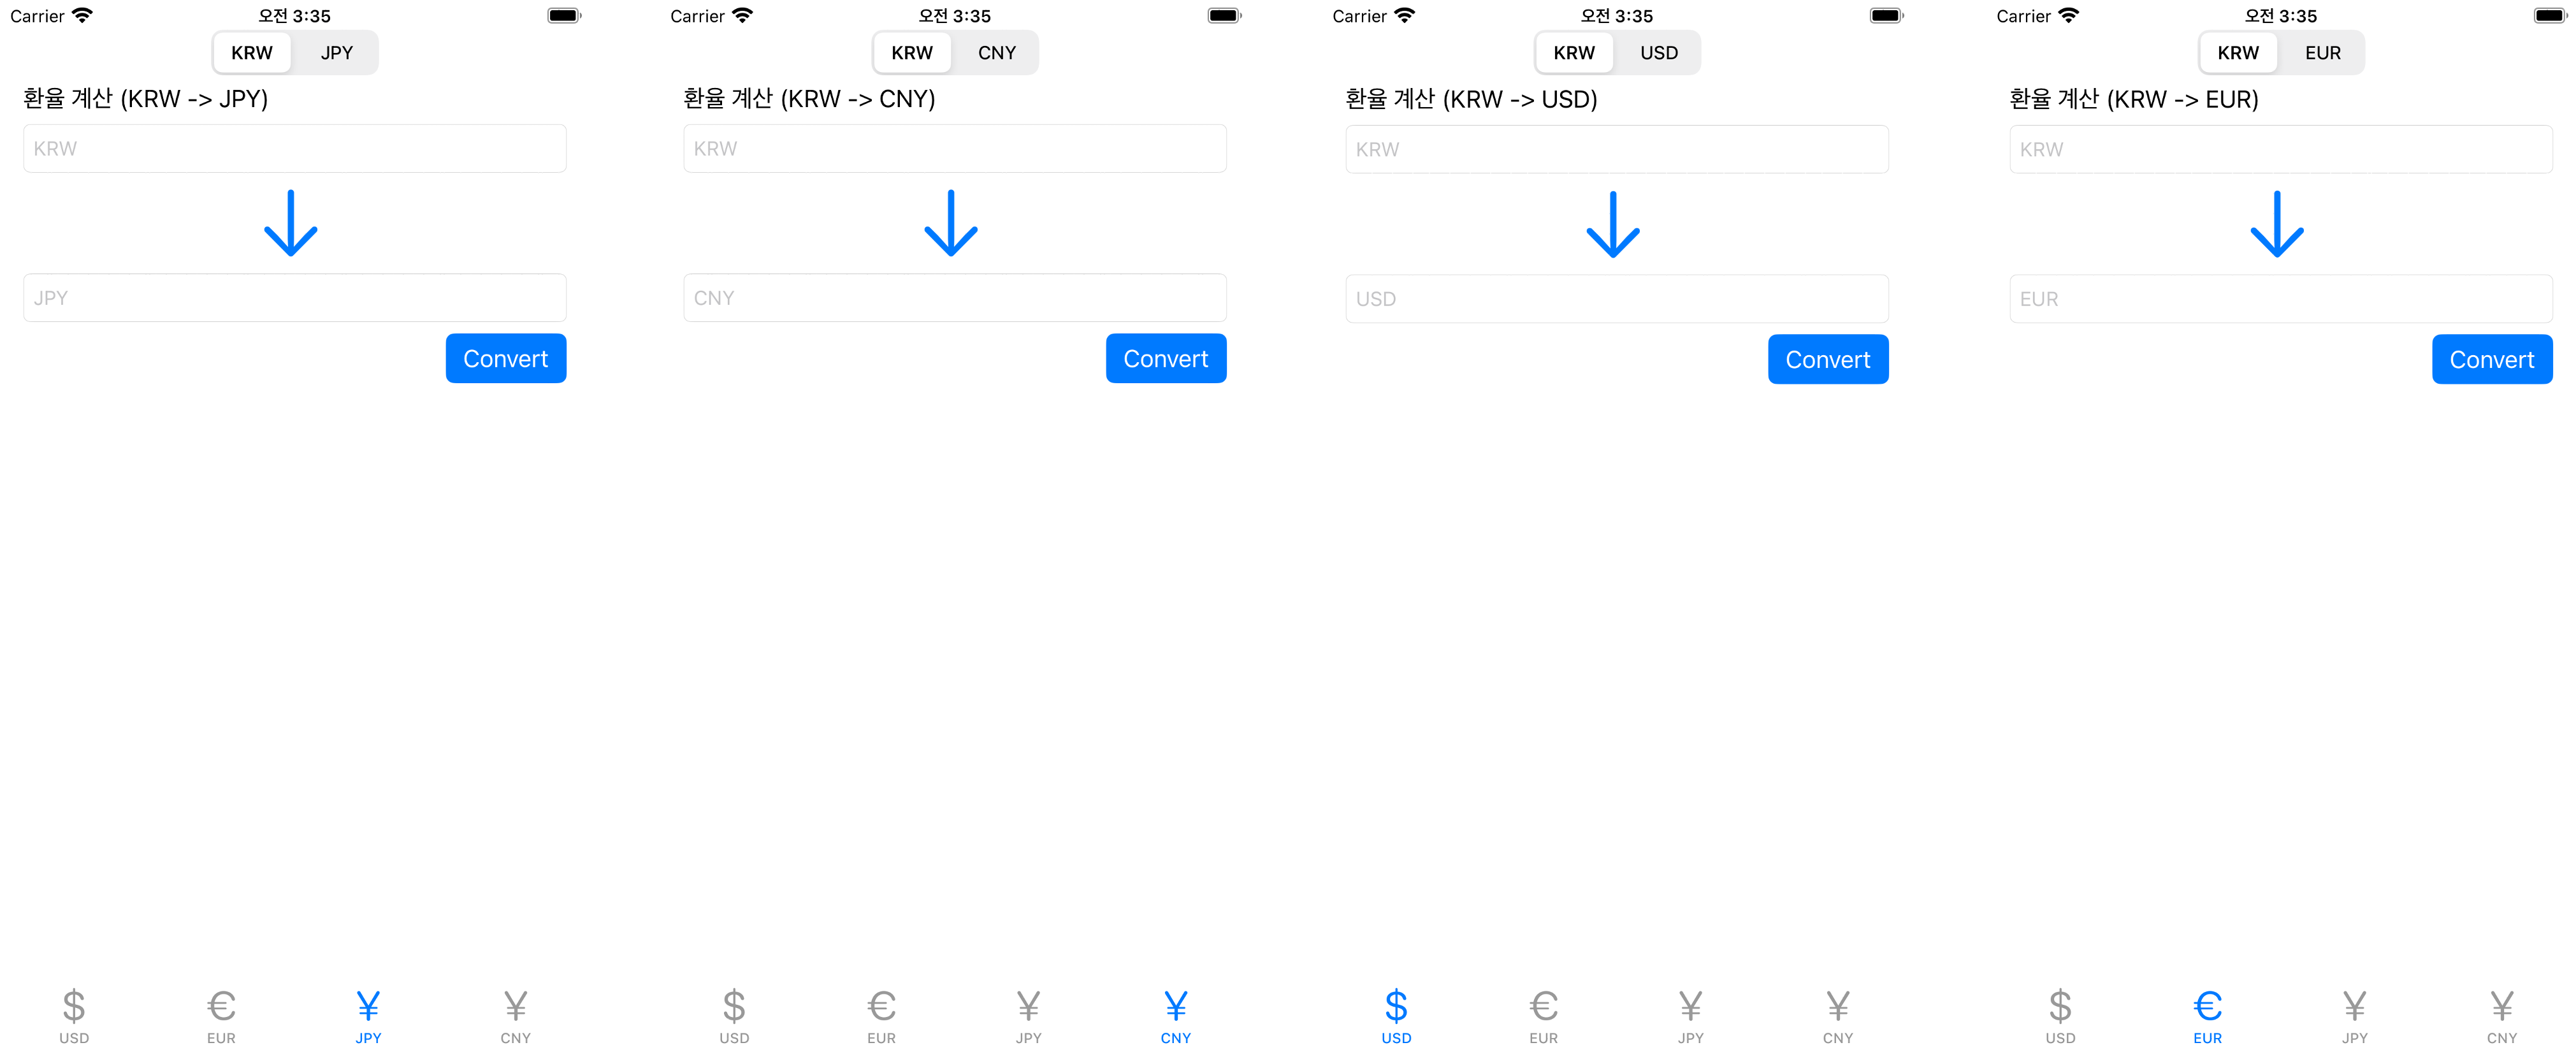 Carrier 오전 3:35
KRW JPY
환율 계산 (KRW -> JPY)
KRW
JPY
Convert
$ € ¥ ¥
USD EUR JPY CNY
Carrier 오전 3:35
KRW CNY
환율 계산 (KRW -> CNY)
KRW
CNY
Convert
$ € ¥ ¥
USD EUR JPY CNY
Carrier 오전 3:35
KRW USD
환율 계산 (KRW -> USD)
KRW
USD
Convert
$ € ¥ ¥
USD EUR JPY CNY
Carrier 오전 3:35
KRW EUR
환율 계산 (KRW -> EUR)
KRW
EUR
Convert
$ € ¥ ¥
USD EUR JPY CNY